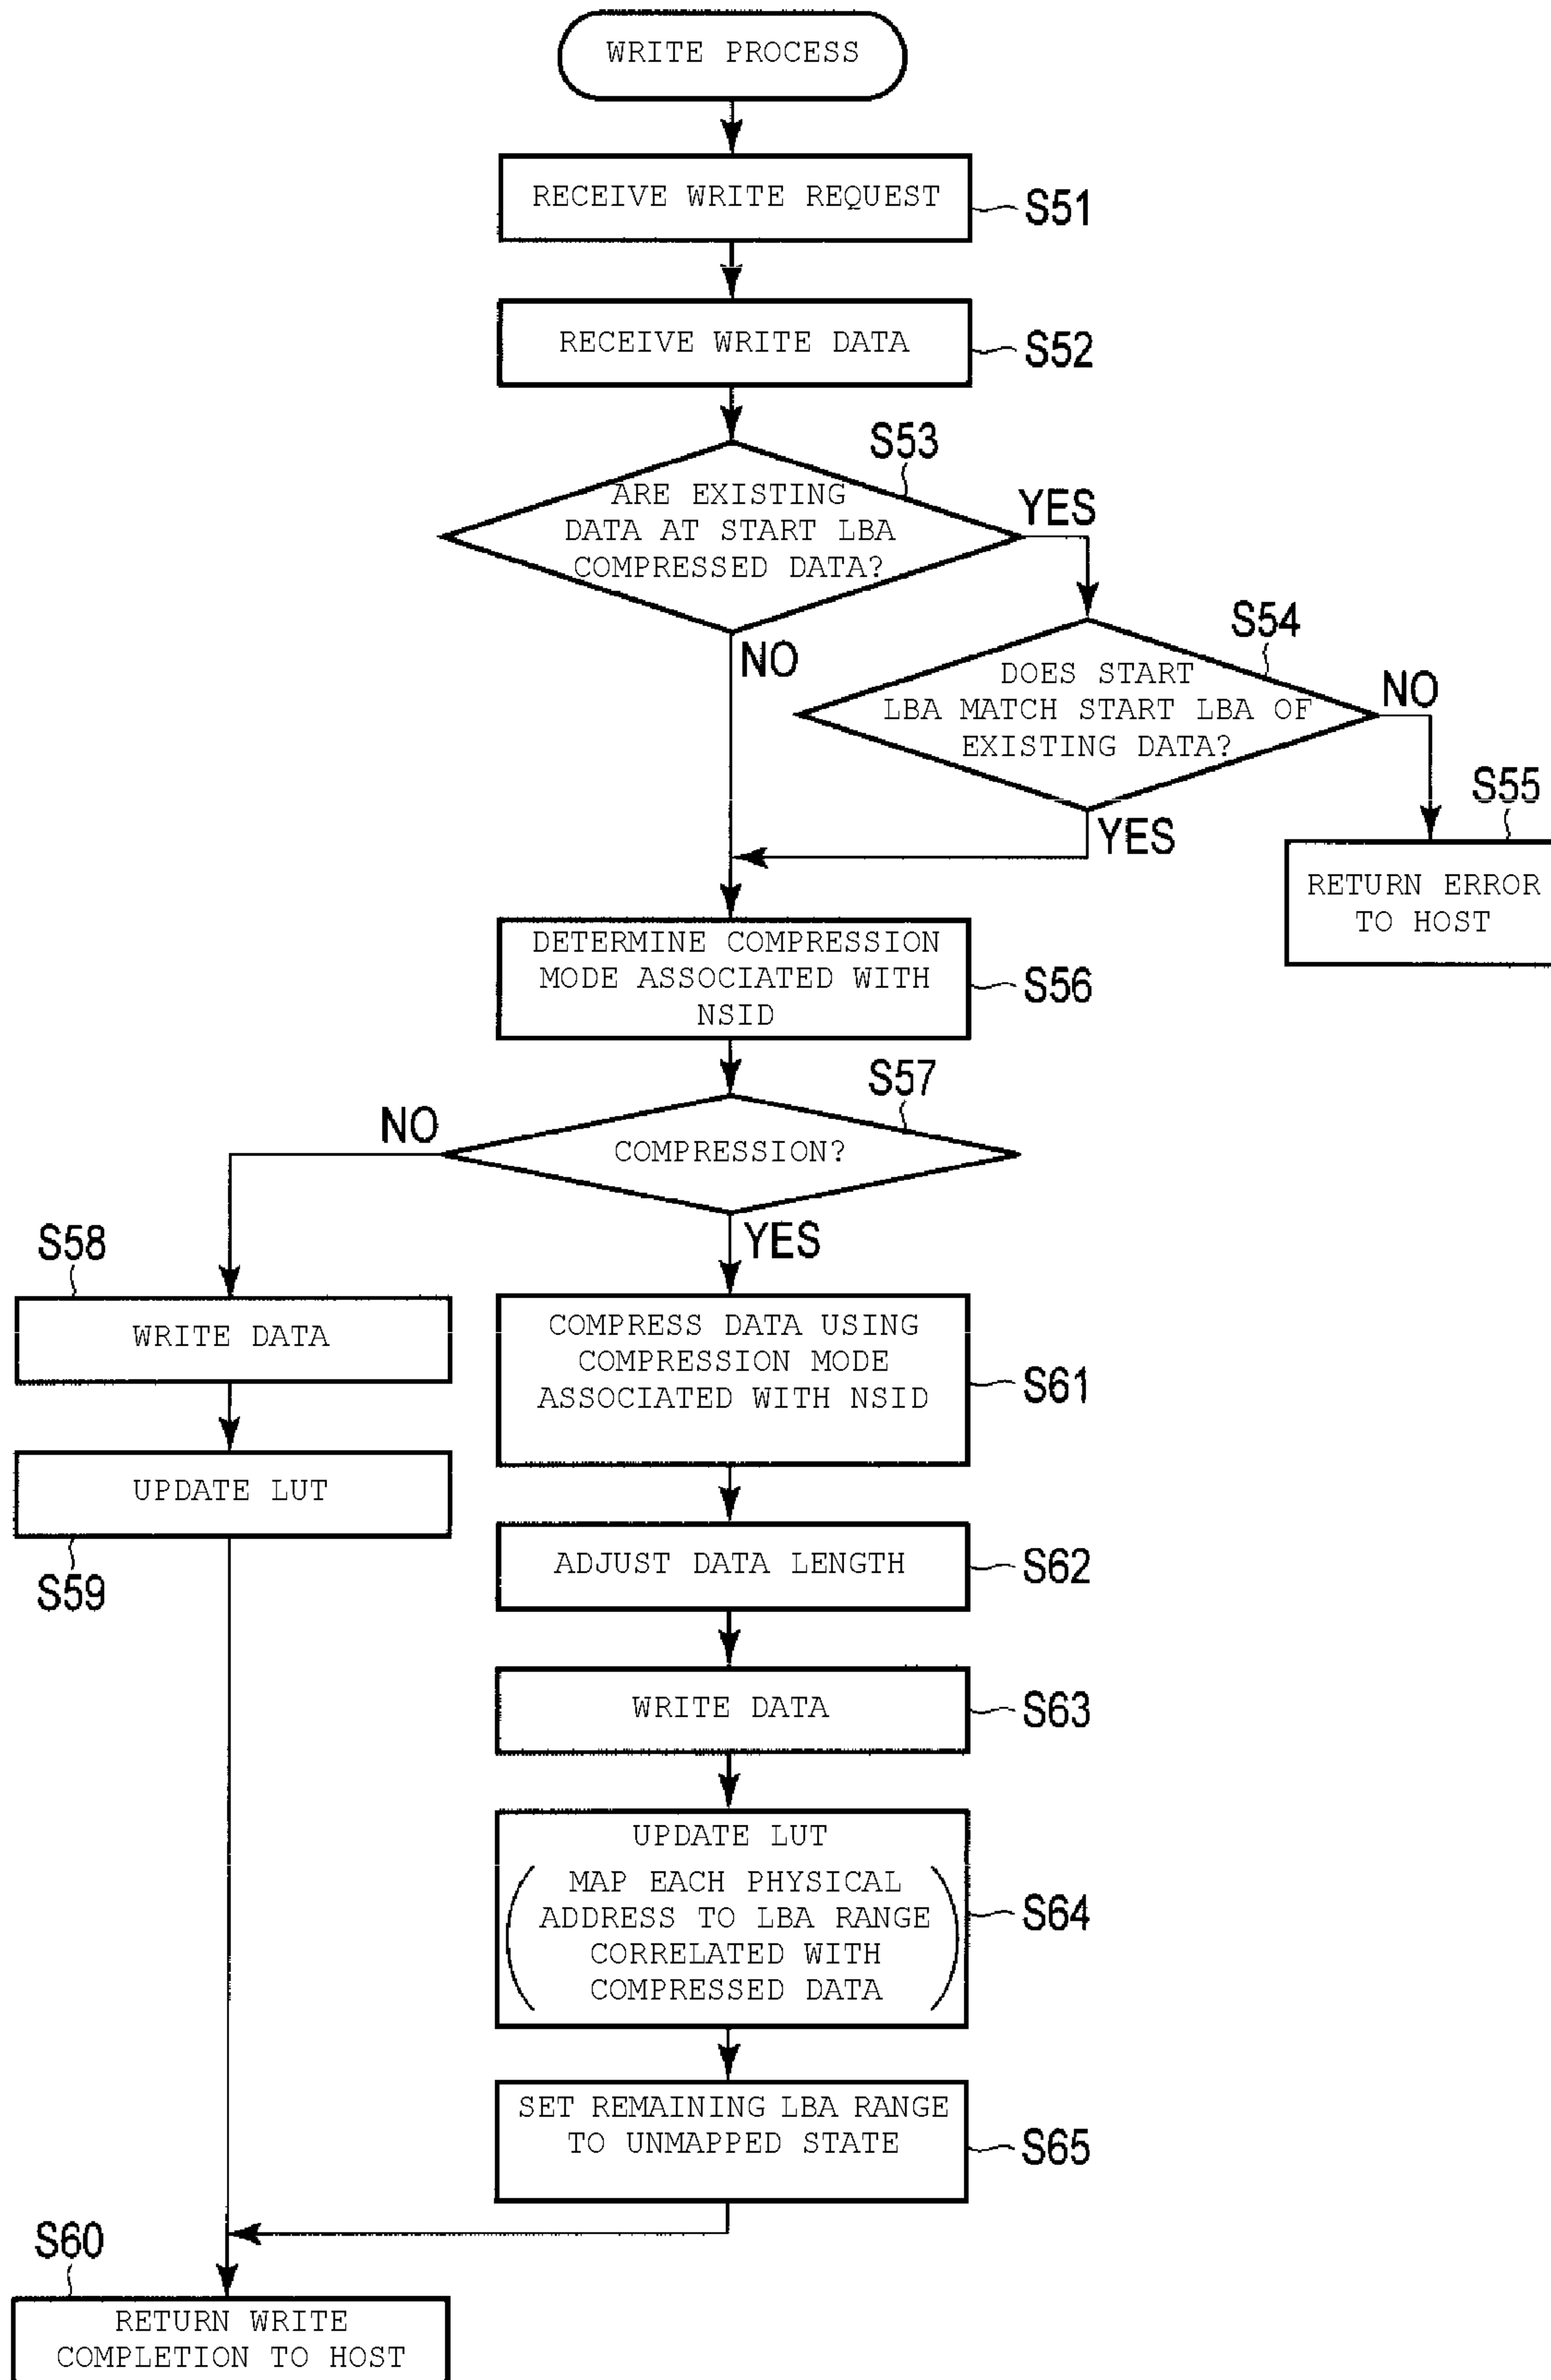 WRITE PROCESS
RECEIVE WRITE REQUEST
S51
RECEIVE WRITE DATA
S52
S53
ARE EXISTING
DATA AT START LBA
COMPRESSED DATA?
YES
NO
S54
DOES START
LBA MATCH START LBA OF
EXISTING DATA?
NO
YES
S55
RETURN ERROR
TO HOST
DETERMINE COMPRESSION
MODE ASSOCIATED WITH
NSID
S56
S57
COMPRESSION?
NO
YES
S58
WRITE DATA
UPDATE LUT
S59
COMPRESS DATA USING
COMPRESSION MODE
ASSOCIATED WITH NSID
S61
ADJUST DATA LENGTH
S62
WRITE DATA
S63
UPDATE LUT
( MAP EACH PHYSICAL
ADDRESS TO LBA RANGE
CORRELATED WITH
COMPRESSED DATA )
S64
SET REMAINING LBA RANGE
TO UNMAPPED STATE
S65
S60
RETURN WRITE
COMPLETION TO HOST